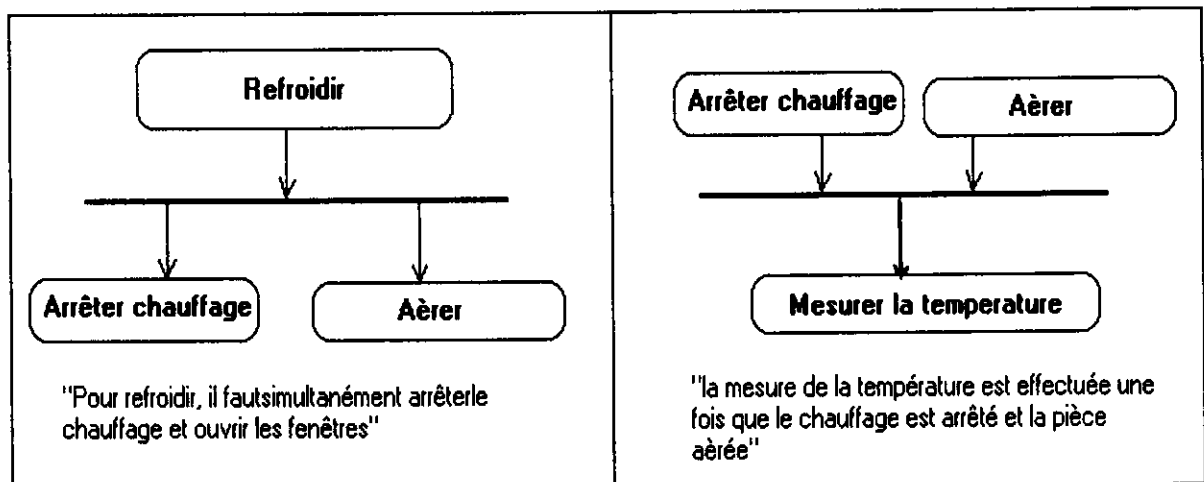 Refroidir
Arrêter chauffage
Aèrer
"Pour refroidir, il fautsimultanément arrêterle
chauffage et ouvrir les fenêtres"
Arrêter chauffage
Aèrer
Mesurer la temperature
"la mesure de la température est effectuée une
fois que le chauffage est arrêté et la pièce
aèrée"